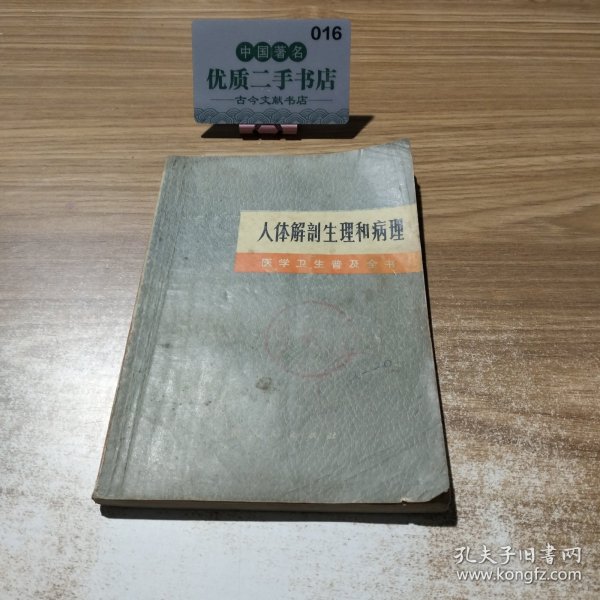 016
中国著名
优质二手书店
古今文献书店
人体解剖生理和病理
医学卫生普及全书
孔夫子旧书网
www.kongfz.com